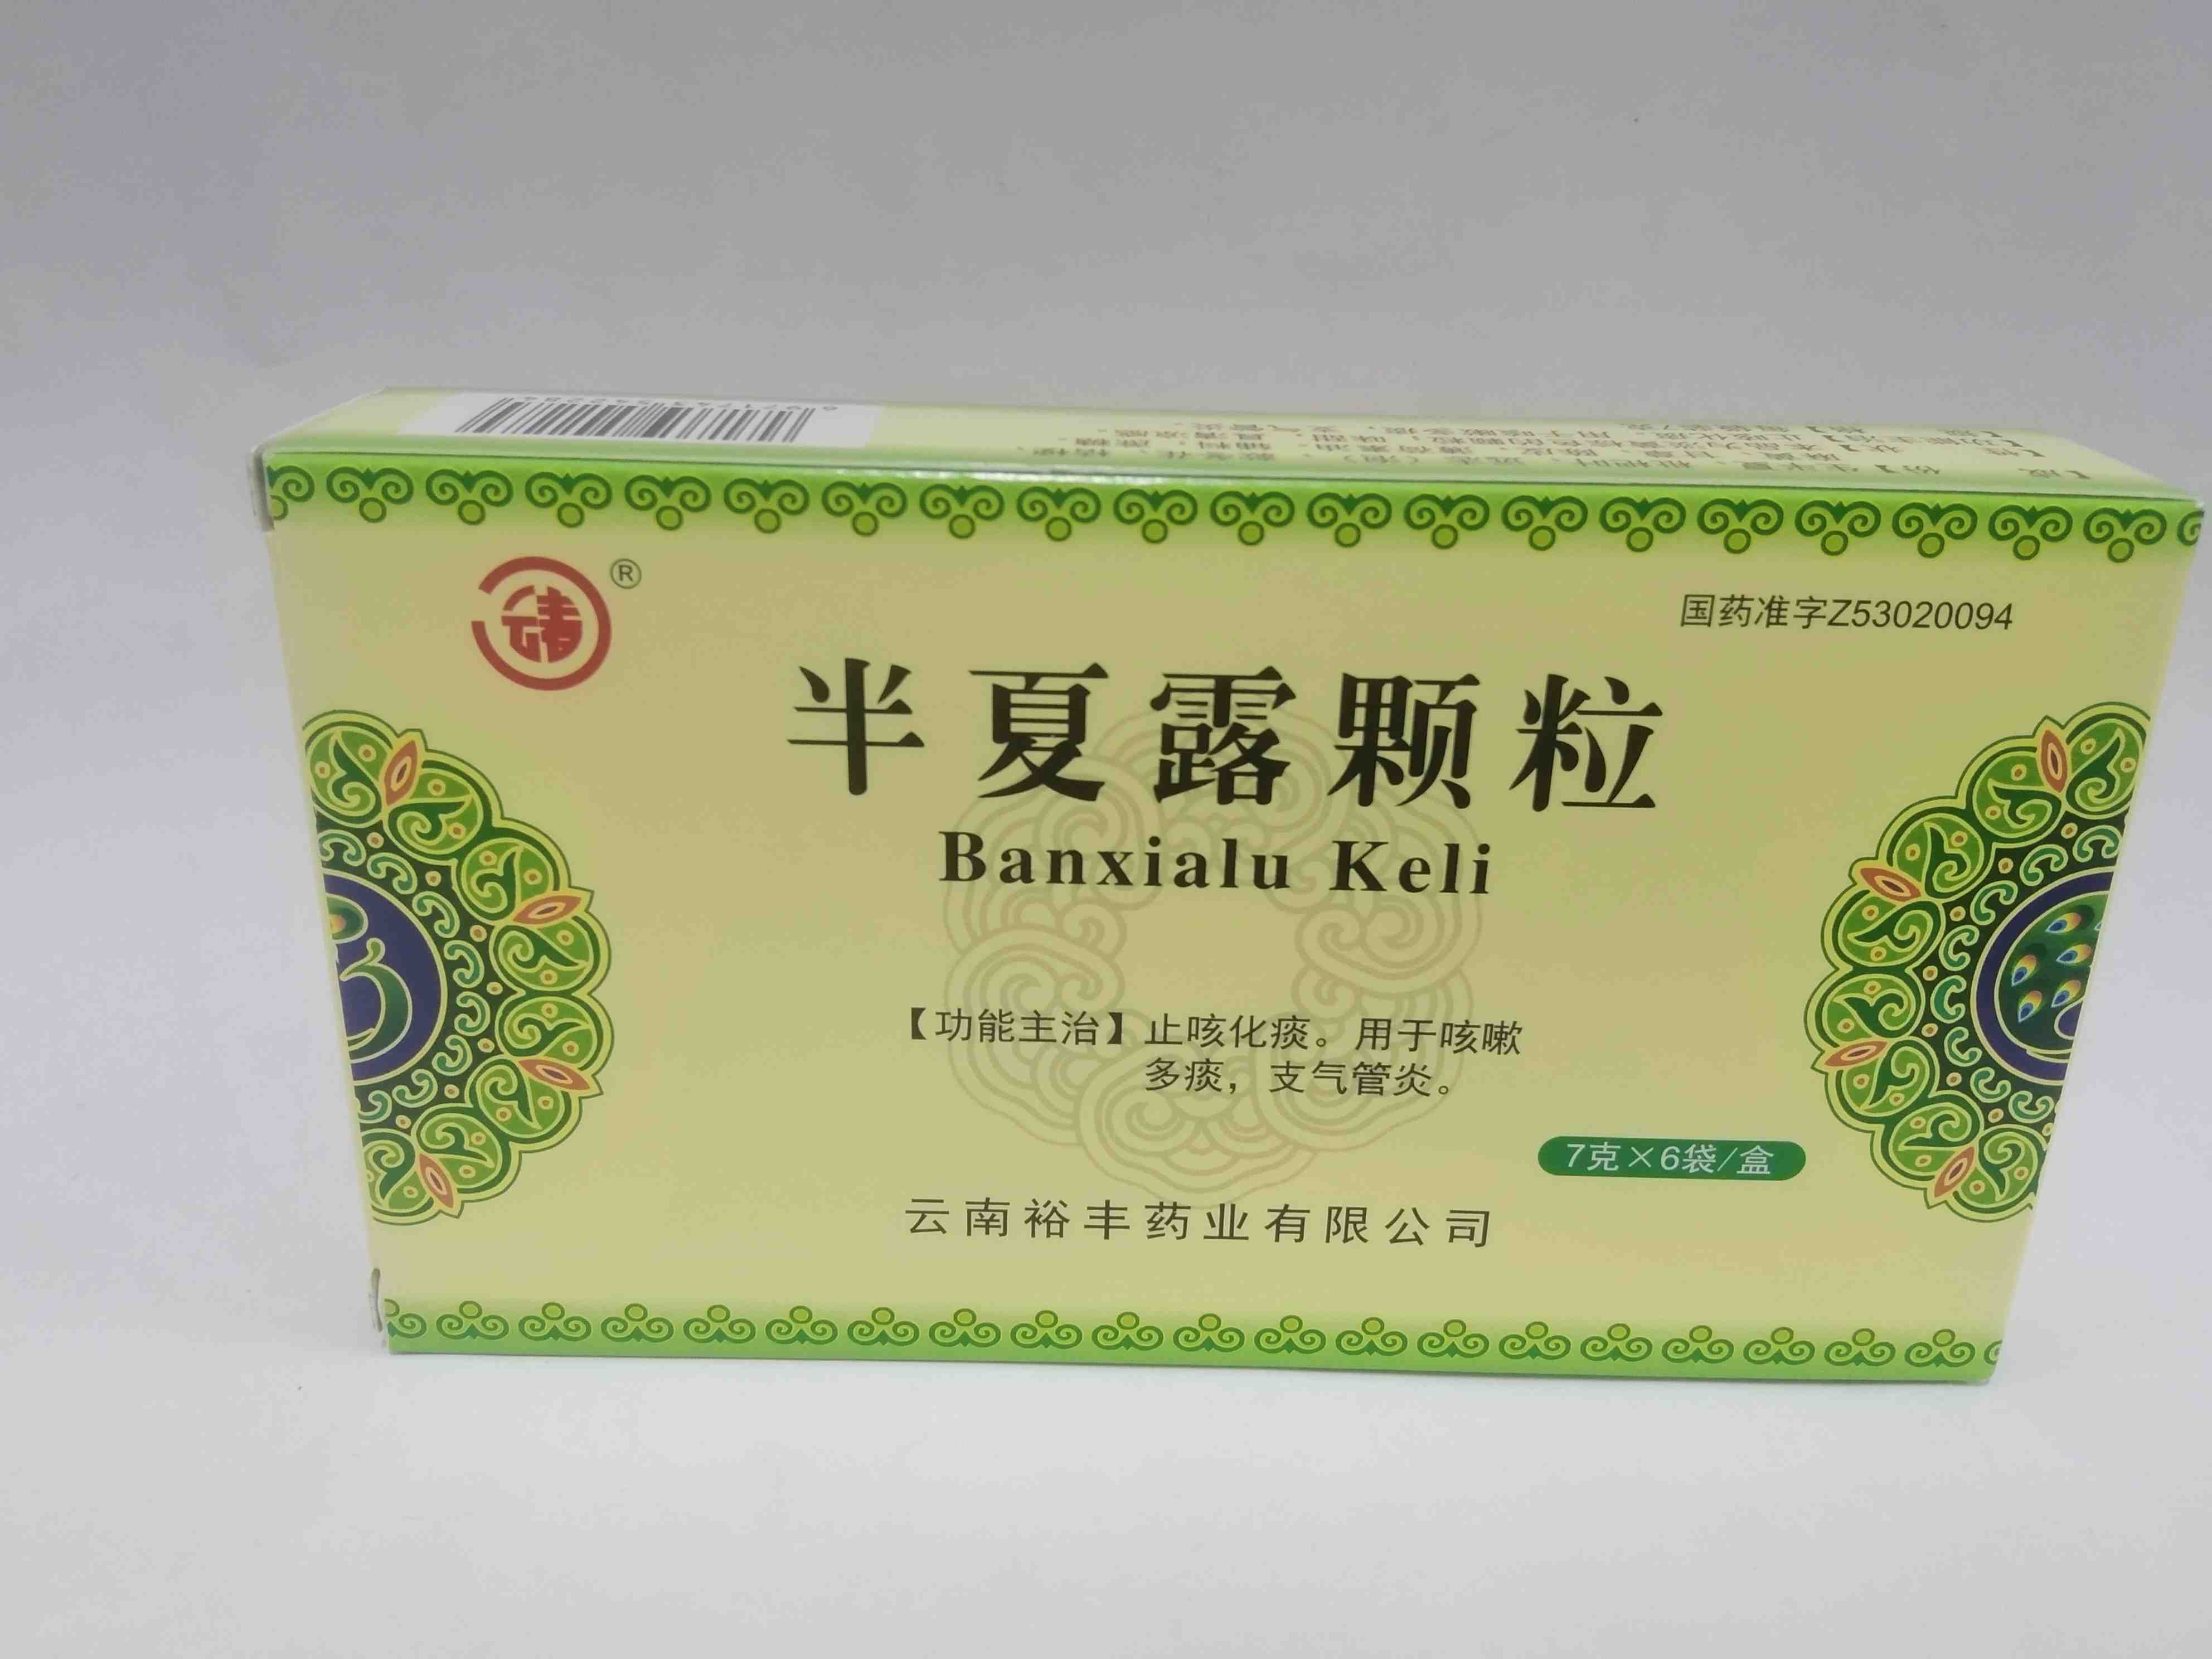 6971743540084
®
国药准字Z53020094
半夏露颗粒
Banxialu Keli
【功能主治】止咳化痰。用于咳嗽
多痰，支气管炎。
7克×6袋/盒
云南裕丰药业有限公司